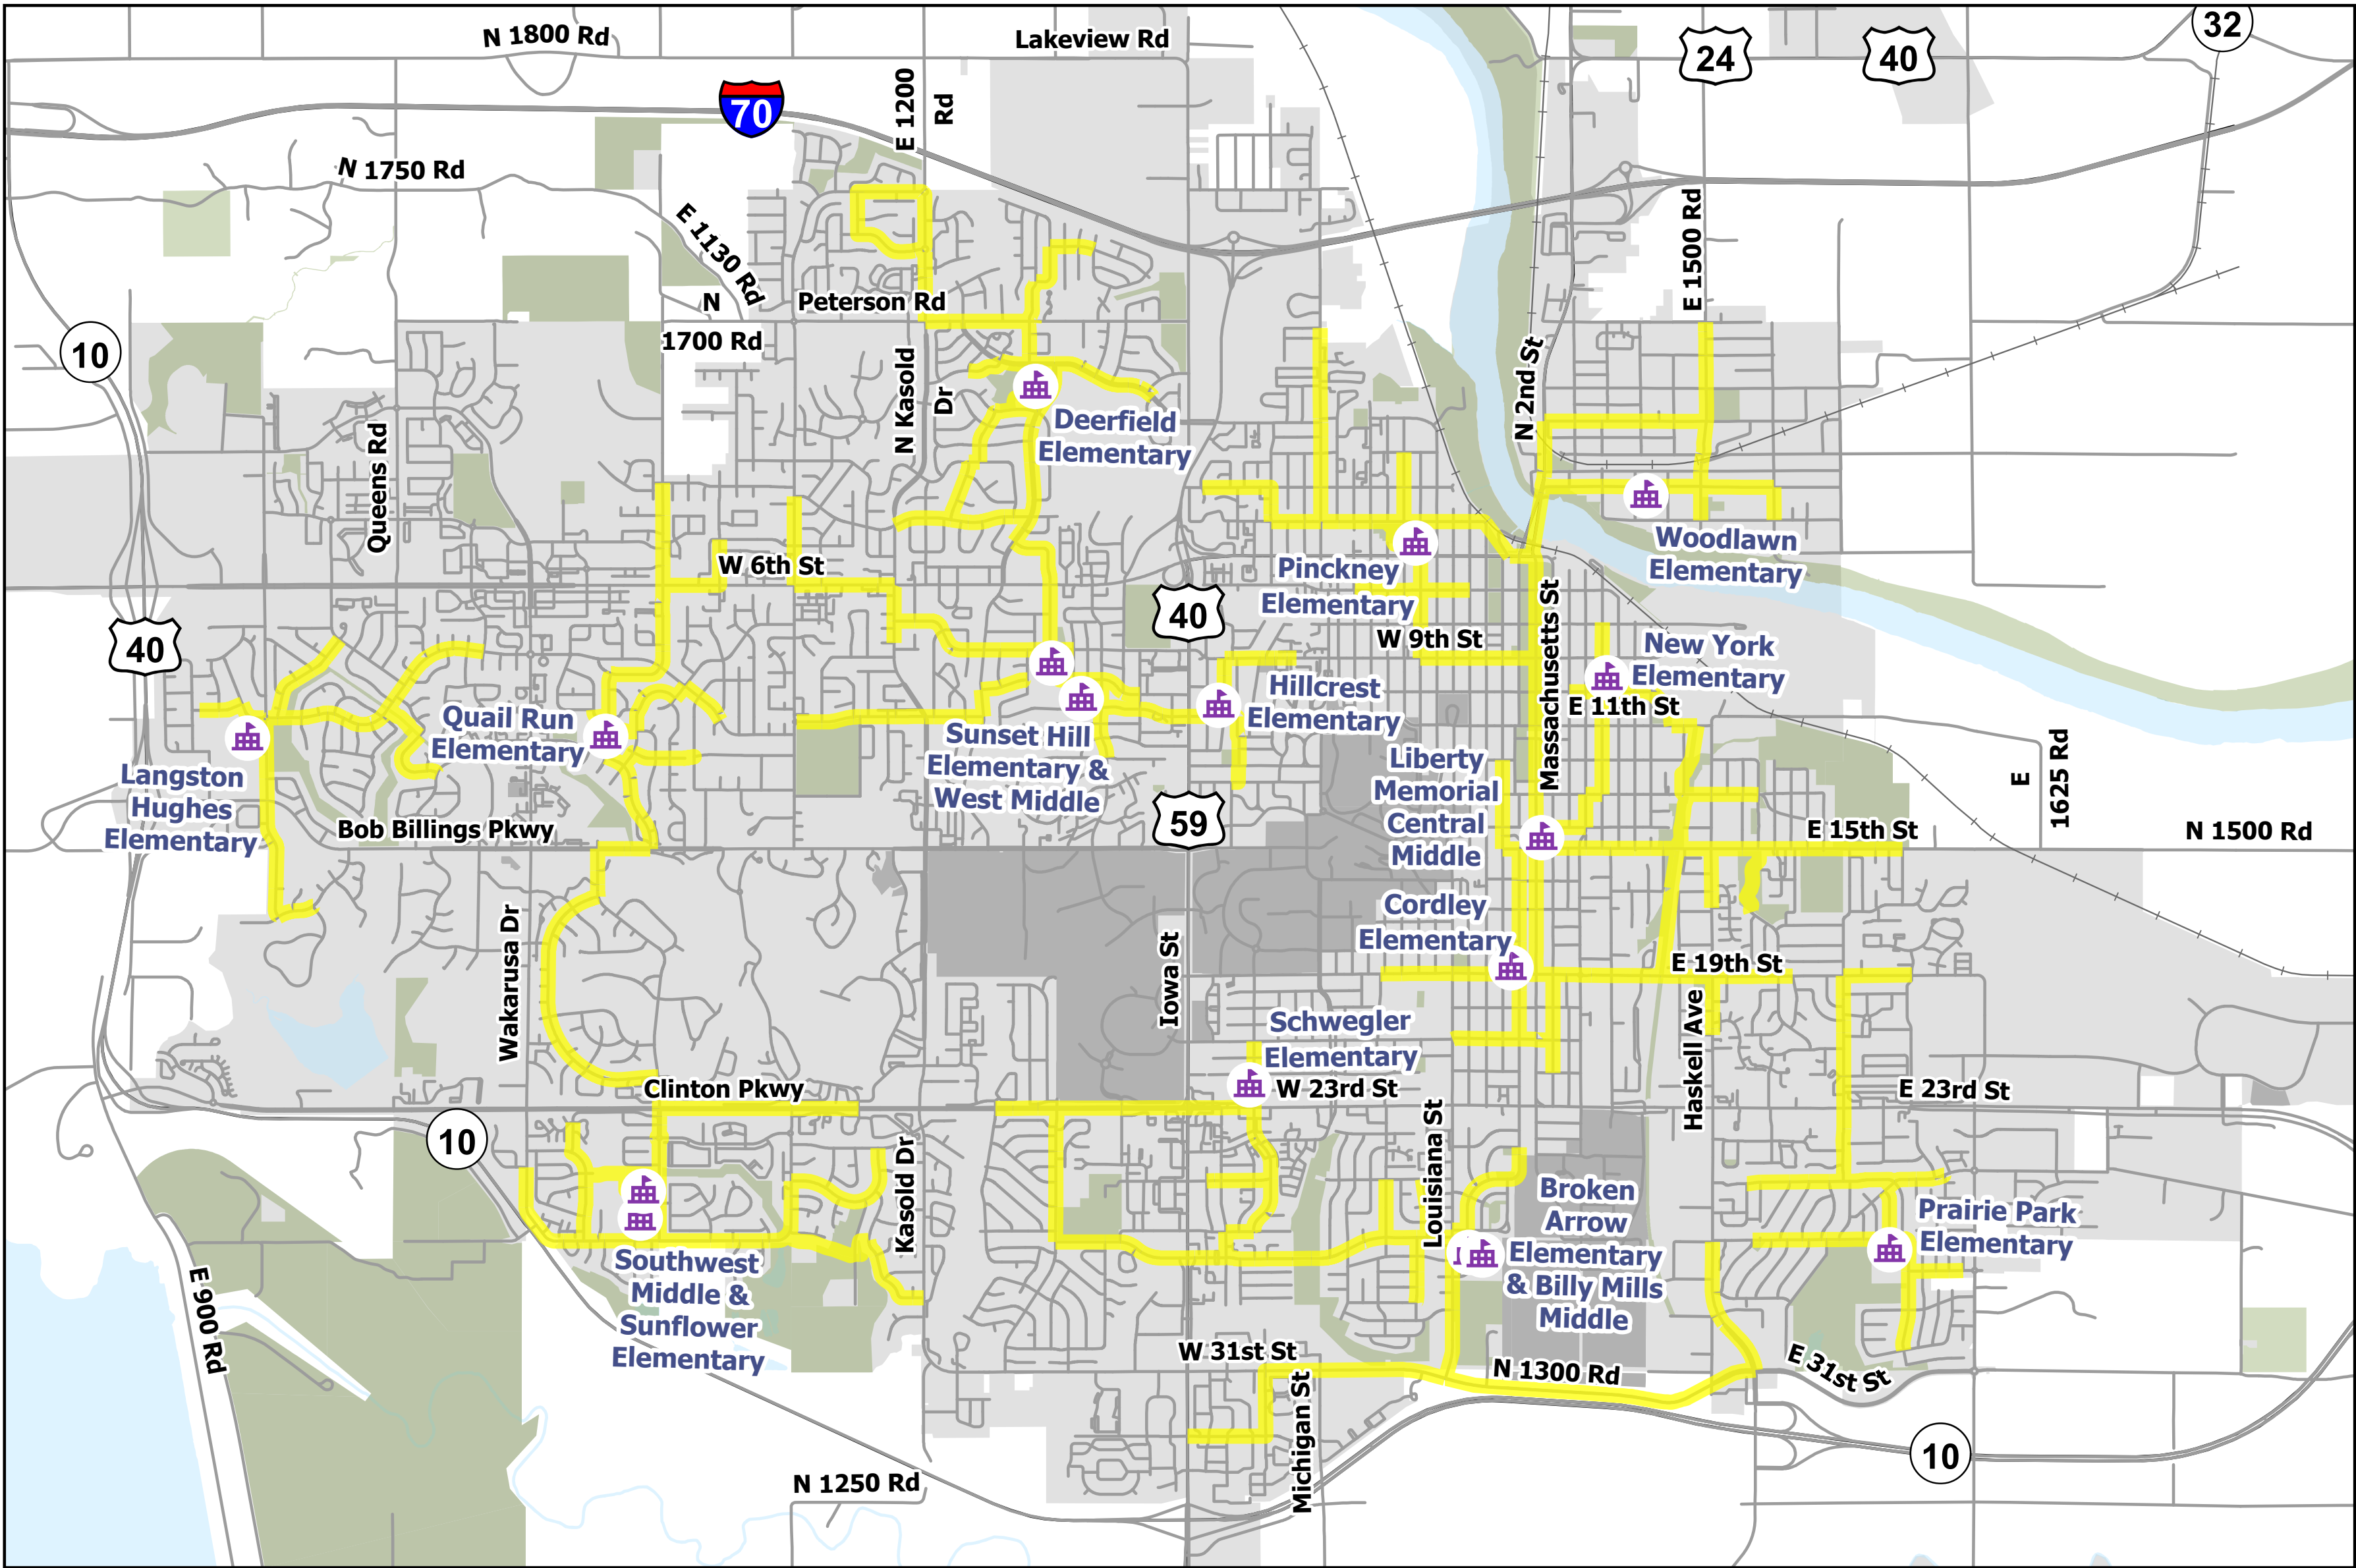 N 1800 Rd
Lakeview Rd
32
24
40
70
E 1200
Rd
N 1750 Rd
E 1130 Rd
E 1500 Rd
N
1700 Rd
Peterson Rd
10
N Kasold
Dr
N 2nd St
Deerfield
Elementary
Queens Rd
W 6th St
Woodlawn
Elementary
Pinckney
Elementary
40
40
W 9th St
Massachusetts St
New York
Elementary
E 11th St
Hillcrest
Elementary
Quail Run
Elementary
Sunset Hill
Elementary &
West Middle
Langston
Hughes
Elementary
Liberty
Memorial
Central
Middle
E
1625 Rd
59
Bob Billings Pkwy
E 15th St
N 1500 Rd
Cordley
Elementary
Wakarusa Dr
Iowa St
E 19th St
Haskell Ave
Schwegler
Elementary
Clinton Pkwy
W 23rd St
E 23rd St
10
Kasold Dr
Louisiana St
Broken
Arrow
Elementary
& Billy Mills
Middle
Prairie Park
Elementary
Southwest
Middle &
Sunflower
Elementary
E 900 Rd
W 31st St
N 1300 Rd
E 31st St
Michigan St
10
N 1250 Rd